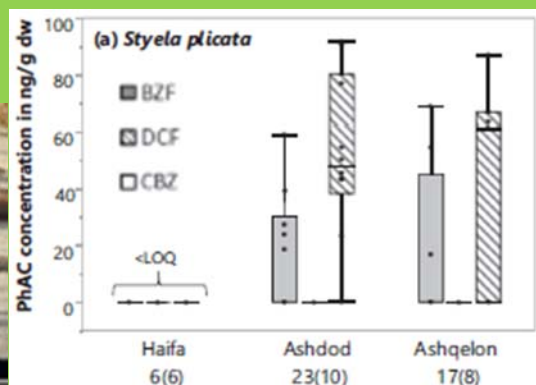 (a) Styela plicata
PhAC concentration in ng/g dw
100
80
60
40
20
0
BZF
DCF
CBZ
<LOQ
Haifa Ashdod Ashqelon
6(6) 23(10) 17(8)